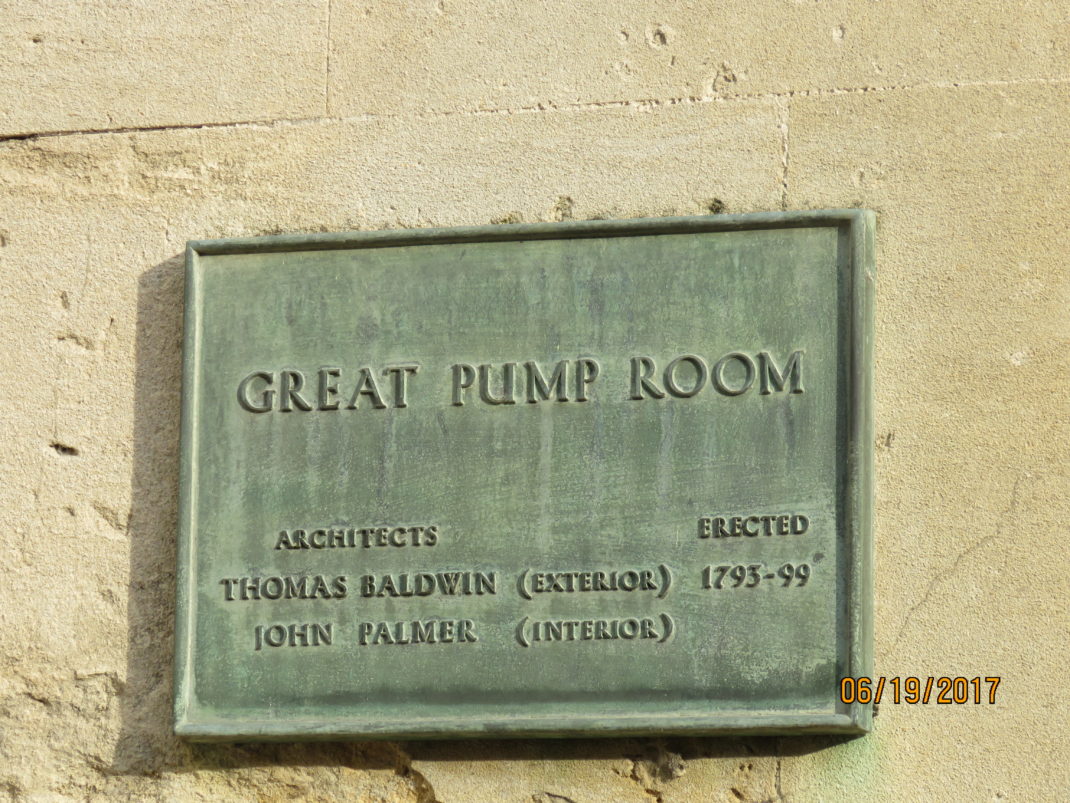 GREAT PUMP ROOM
ARCHITECTS ERECTED
THOMAS BALDWIN (EXTERIOR) 1793-99
JOHN PALMER (INTERIOR)
06/19/2017